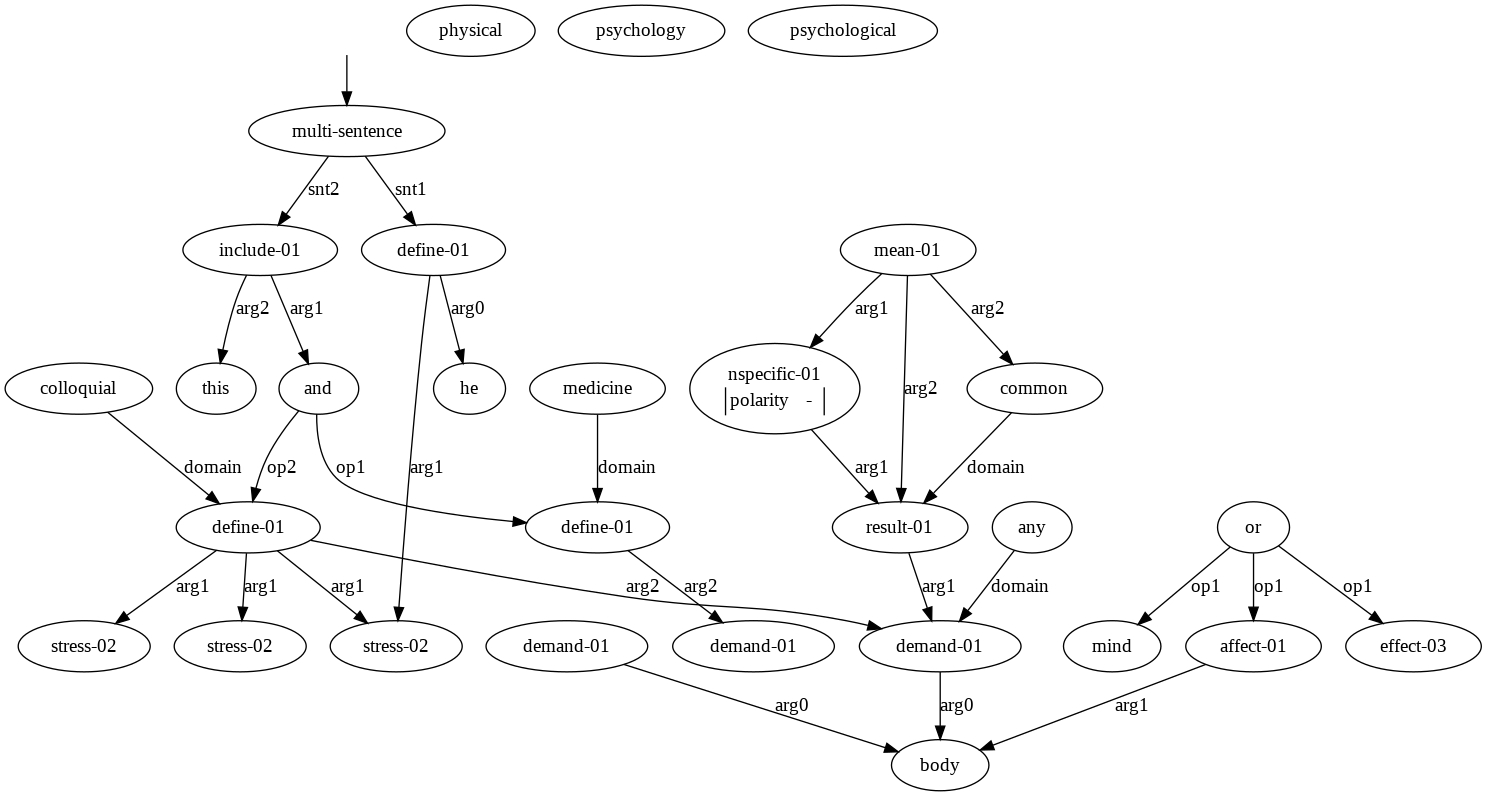 physical psychology psychological
multi-sentence
snt2 snt1
include-01 define-01 mean-01
arg2 arg1 arg0 arg1 arg2
colloquial this and he medicine nspecific-01 common
|polarity - |
arg2
domain op2 op1 arg1 domain arg1 domain
define-01 define-01 result-01 any or
arg1 arg1 arg1 arg2 arg2 arg1 domain op1 op1 op1
stress-02 stress-02 stress-02 demand-01 demand-01 demand-01 mind affect-01 effect-03
arg0 arg0 arg1
body